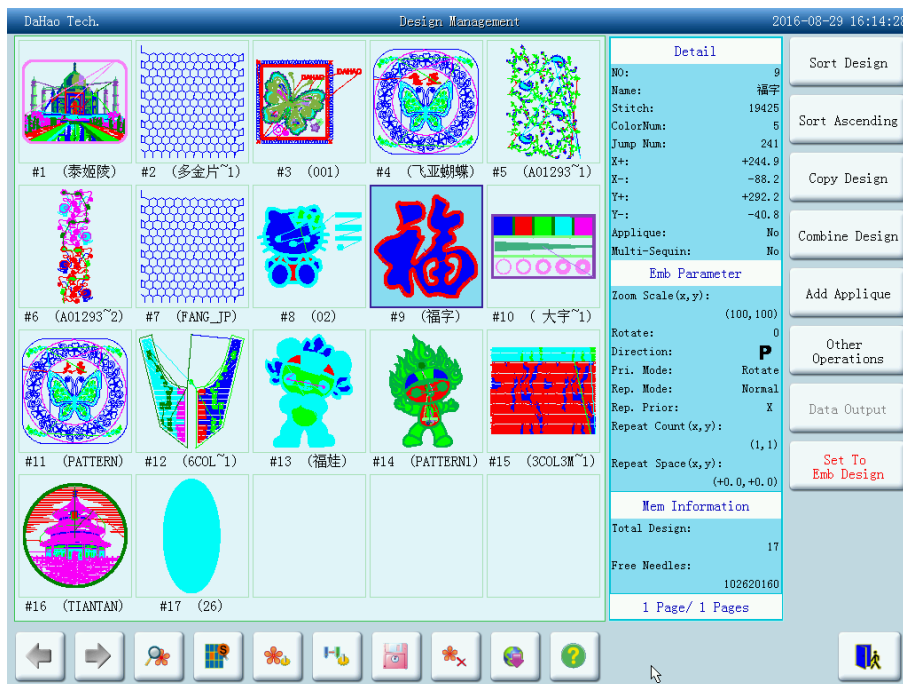 DaHao Tech. Design Management 2016-08-29 16:14:28
#1 (泰姬陵) #2 (多金片~1) #3 (001) #4 (飞亚蝴蝶) #5 (A01293~1)
DAHAO DAHAO
#6 (A01293~2) #7 (FANG_JP) #8 (02) #9 (福字) #10 ( 大宇~1)
福
#11 (PATTERN) #12 (6COL~1) #13 (福娃) #14 (PATTERN1) #15 (3COL3M~1)
#16 (TIANTAN) #17 (26)
Detail
NO: 9
Name: 福字
Stitch: 19425
ColorNum: 5
Jump Num: 241
X+: +244.9
X-: -88.2
Y+: +292.2
Y-: -40.8
Applique: No
Multi-Sequin: No
Emb Parameter
Zoom Scale(x,y):
(100,100)
Rotate: 0
Direction: P
Pri. Mode: Rotate
Rep. Mode: Normal
Rep. Prior: X
Repeat Count(x,y):
(1,1)
Repeat Space(x,y):
(+0.0,+0.0)
Mem Information
Total Design:
17
Free Needles:
102620160
1 Page/ 1 Pages
Sort Design
Sort Ascending
Copy Design
Combine Design
Add Applique
Other
Operations
Data Output
Set To
Emb Design
S
?